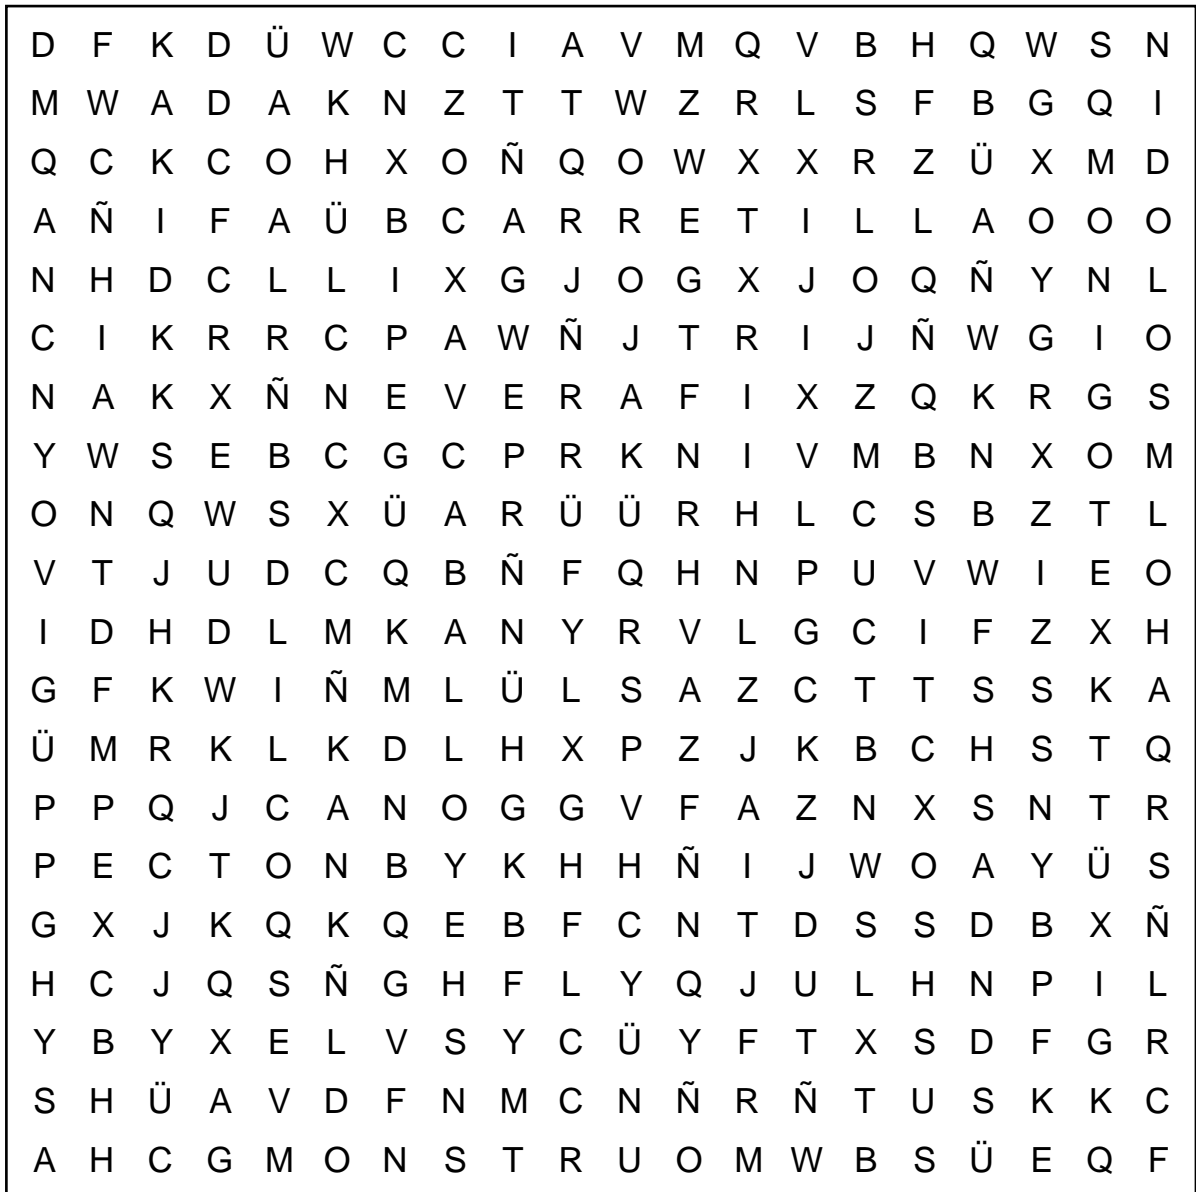 D F K D Ü W C C I A V M Q V B H Q W S N
M W A D A K N Z T T W Z R L S F B G Q I
Q C K C O H X O Ñ Q O W X X R Z Ü X M D
A Ñ I F A Ü B C A R R E T I L L A O O O
N H D C L L I X G J O G X J O Q Ñ Y N L
C I K R R C P A W Ñ J T R I J Ñ W G I O
N A K X Ñ N E V E R A F I X Z Q K R G S
Y W S E B C G C P R K N I V M B N X O M
O N Q W S X Ü A R Ü Ü R H L C S B Z T L
V T J U D C Q B Ñ F Q H N P U V W I E O
I D H D L M K A N Y R V L G C I F Z X H
G F K W I Ñ M L Ü L S A Z C T T S S K A
Ü M R K L K D L H X P Z J K B C H S T Q
P P Q J C A N O G G V F A Z N X S N T R
P E C T O N B Y K H H Ñ I J W O A Y Ü S
G X J K Q K Q E B F C N T D S S D B X Ñ
H C J Q S Ñ G H F L Y Q J U L H N P I L
Y B Y X E L V S Y C Ü Y F T X S D F G R
S H Ü A V D F N M C N Ñ R Ñ T U S K K C
A H C G M O N S T R U O M W B S Ü E Q F